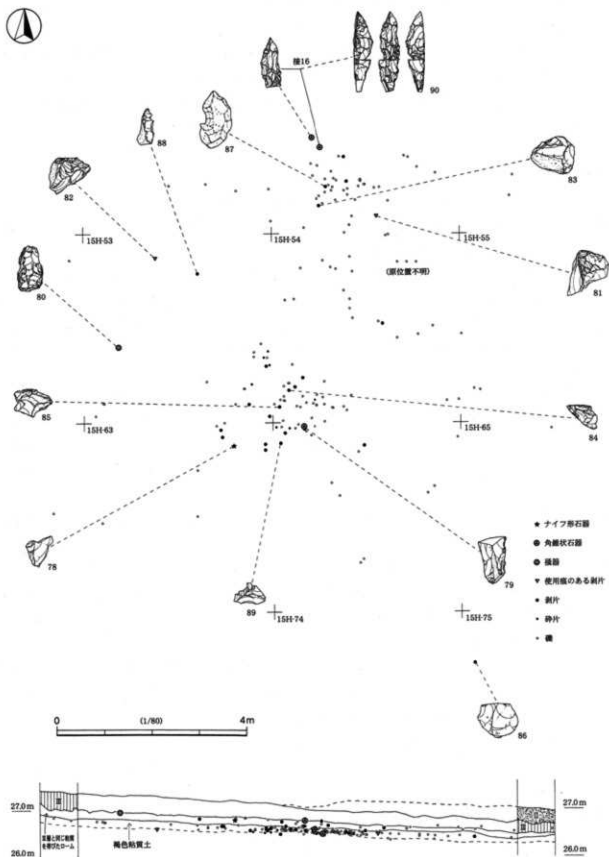 接16
90
88
87
83
82
15H-53
15H-54
15H-55
80
(原位置不明)
81
85
15H-63
15H-65
84
78
79
89
15H-74
15H-75
86
ナイフ形石器
角錐状石器
掻器
使用痕のある剥片
剥片
砕片
礫
0
(1/80)
4m
27.0m
27.0m
褐色粘質土
26.0m
26.0m